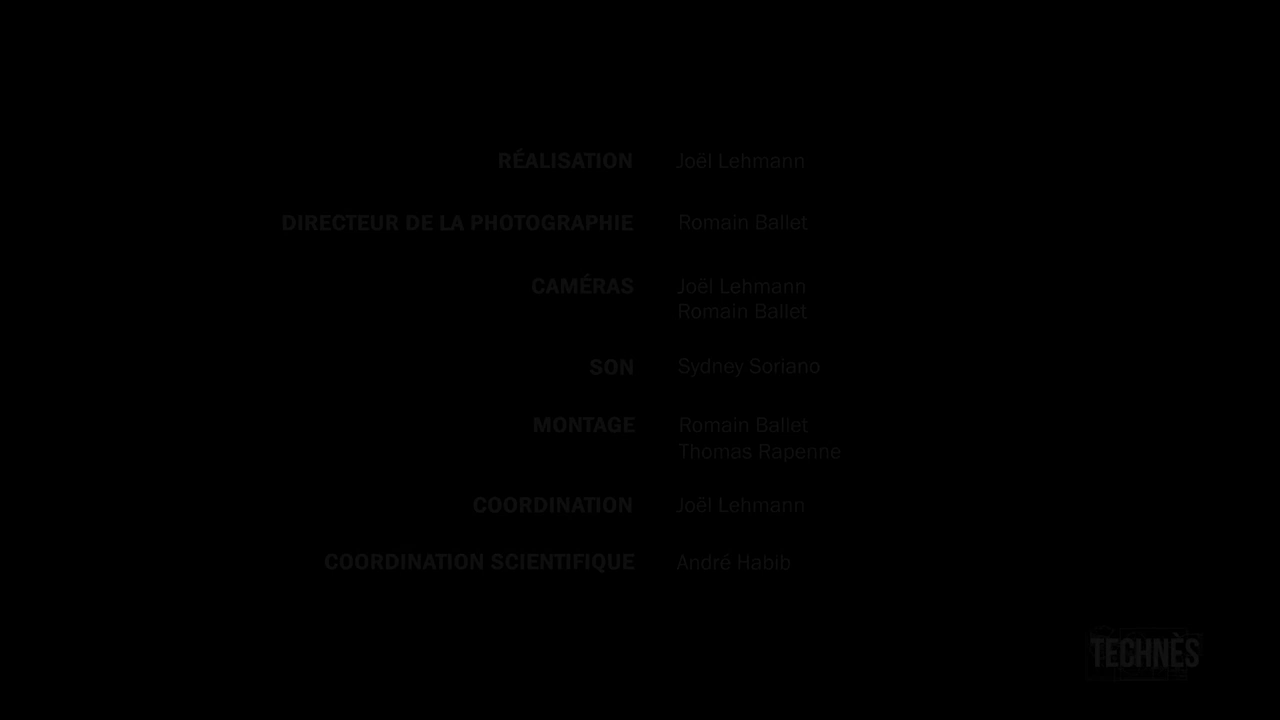 RÉALISATION Joël Lehmann
DIRECTEUR DE LA PHOTOGRAPHIE Romain Ballet
CAMÉRAS Joël Lehmann
Romain Ballet
SON Sydney Soriano
MONTAGE Romain Ballet
Thomas Rapenne
COORDINATION Joël Lehmann
COORDINATION SCIENTIFIQUE André Habib
TECHNÈS